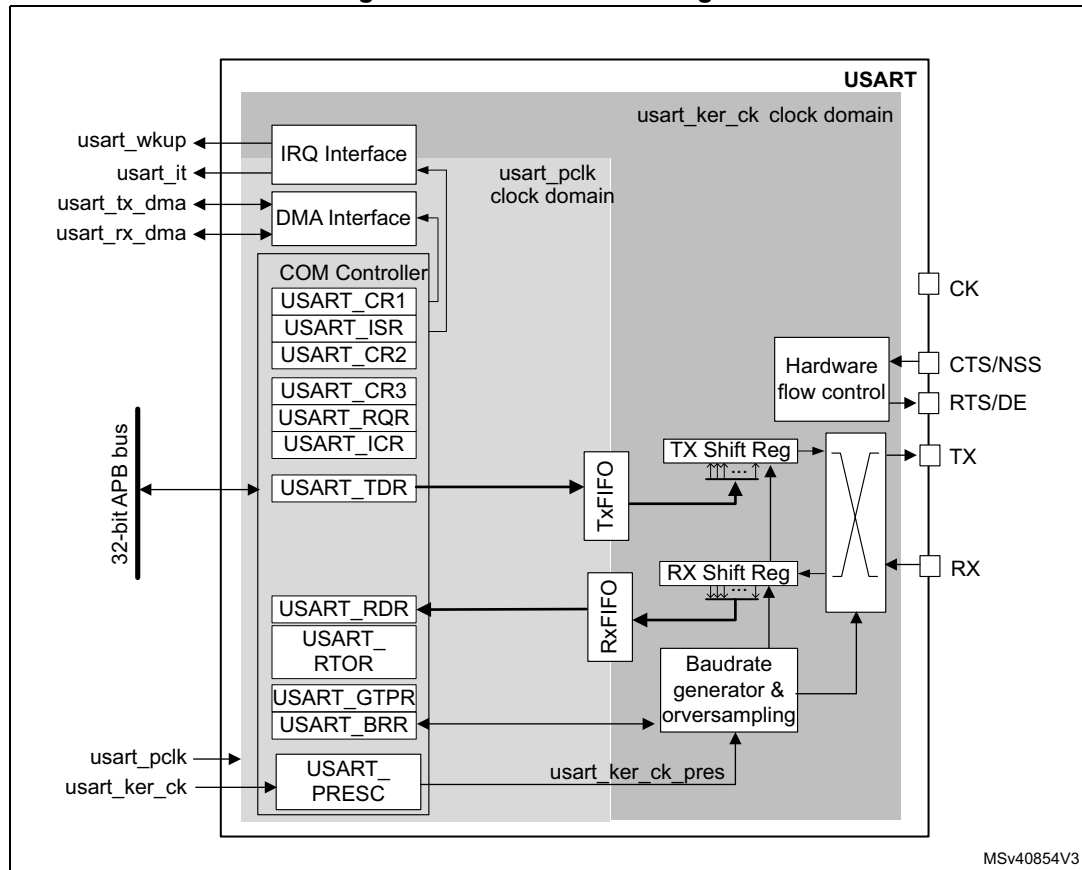 USART
usart_ker_ck clock domain
usart_wkup
IRQ Interface
usart_it
usart_pclk
clock domain
usart_tx_dma
DMA Interface
usart_rx_dma
COM Controller
USART_CR1
USART_ISR
USART_CR2
USART_CR3
USART_RQR
USART_ICR
USART_TDR
32-bit APB bus
TxFIFO
TX Shift Reg
...
CK
Hardware
flow control
CTS/NSS
RTS/DE
TX
RX
RX Shift Reg
...
RxFIFO
USART_RDR
USART_
RTOR
USART_GTPR
USART_BRR
Baudrate
generator &
orversampling
usart_pclk
usart_ker_ck
USART_
PRESC
usart_ker_ck_pres
MSv40854V3